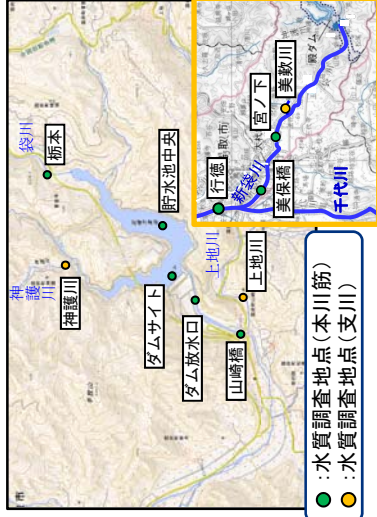 袋川
栃本
神護川
神護川
貯水池中央
ダムサイト
ダム放水口
上地川
上地川
山崎橋
行徳
新袋川
宮ノ下
美歎川
美保橋
千代川
殿ダム
：水質調査地点（本川筋）
：水質調査地点（支川）